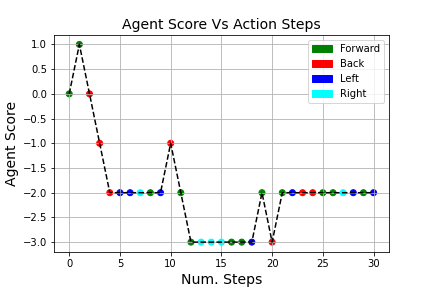 Agent Score Vs Action Steps
Agent Score
1.0
0.5
0.0
−0.5
−1.0
−1.5
−2.0
−2.5
−3.0
Forward
Back
Left
Right
0 5 10 15 20 25 30
Num. Steps